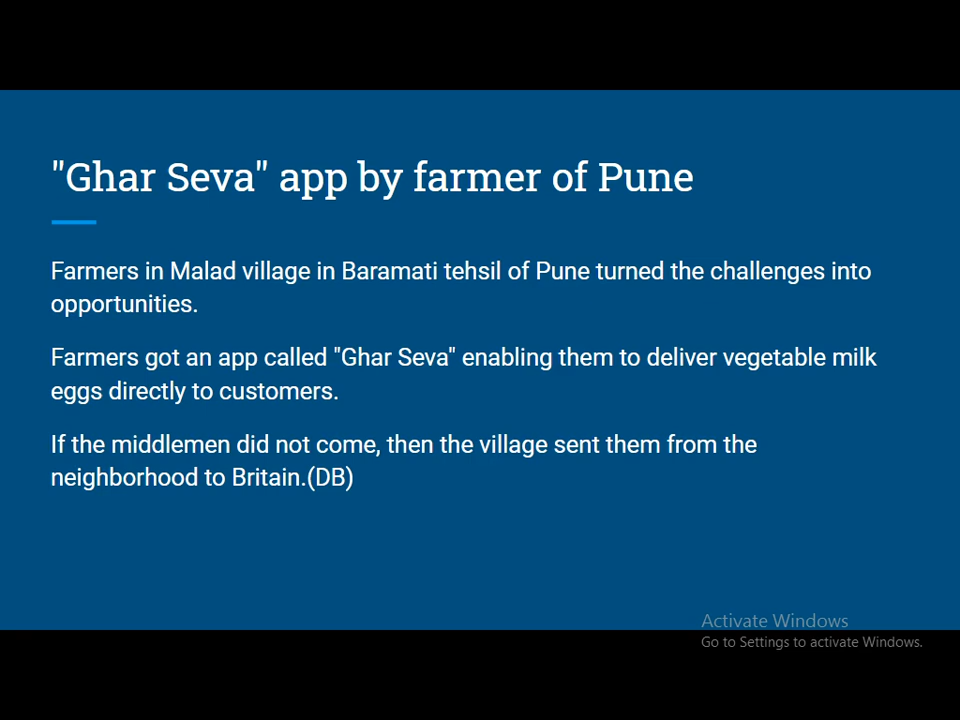 "Ghar Seva" app by farmer of Pune
Farmers in Malad village in Baramati tehsil of Pune turned the challenges into
opportunities.
Farmers got an app called "Ghar Seva" enabling them to deliver vegetable milk
eggs directly to customers.
If the middlemen did not come, then the village sent them from the
neighborhood to Britain.(DB)
Activate Windows
Go to Settings to activate Windows.